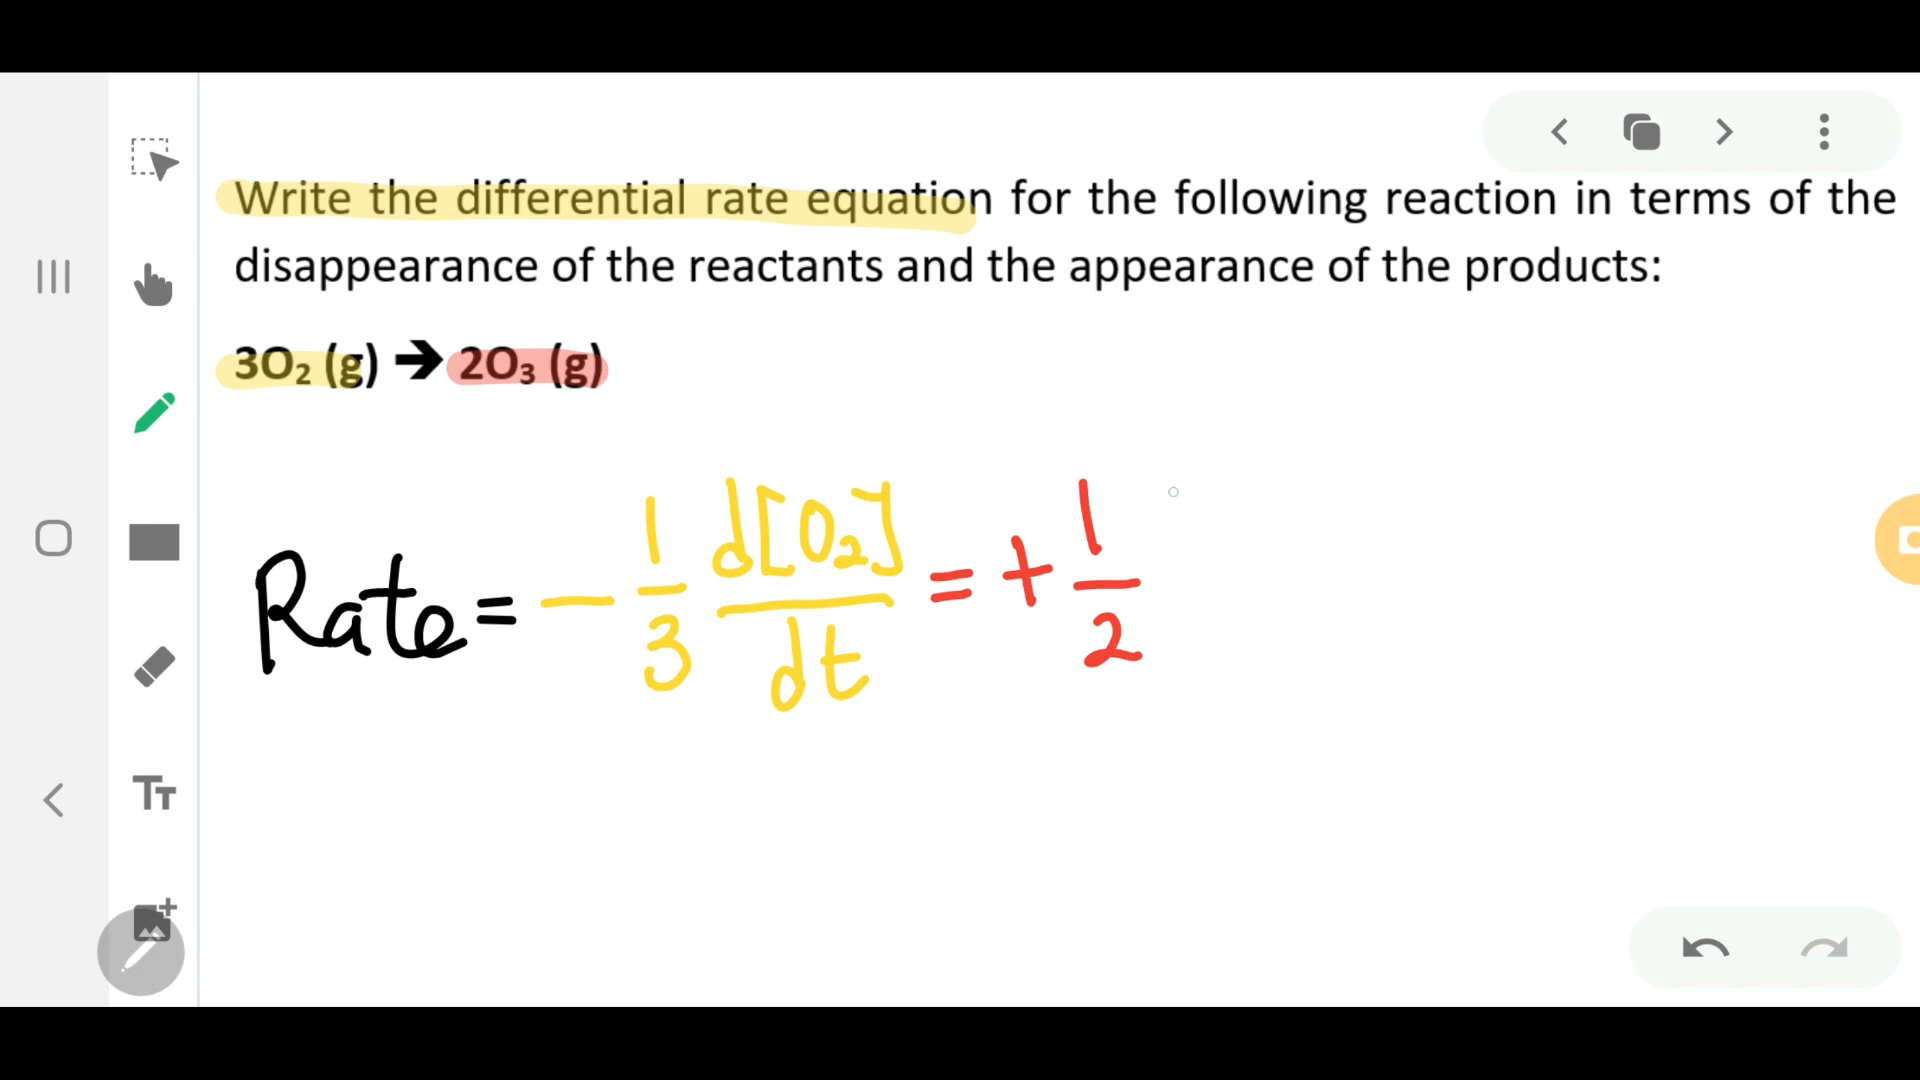 Write the differential rate equation for the following reaction in terms of the
disappearance of the reactants and the appearance of the products:
3O₂ (g) ➔ 2O₃ (g)
Rate = - 1/3 d[O₂]/dt = + 1/2
TT